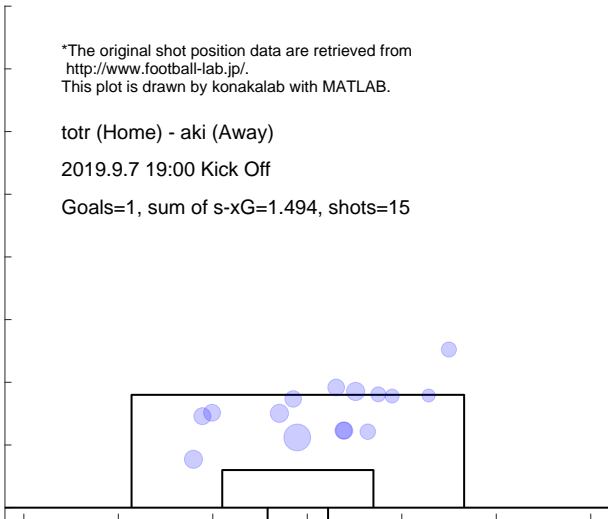 *The original shot position data are retrieved from
http://www.football-lab.jp/.
This plot is drawn by konakalab with MATLAB.
totr (Home) - aki (Away)
2019.9.7 19:00 Kick Off
Goals=1, sum of s-xG=1.494, shots=15